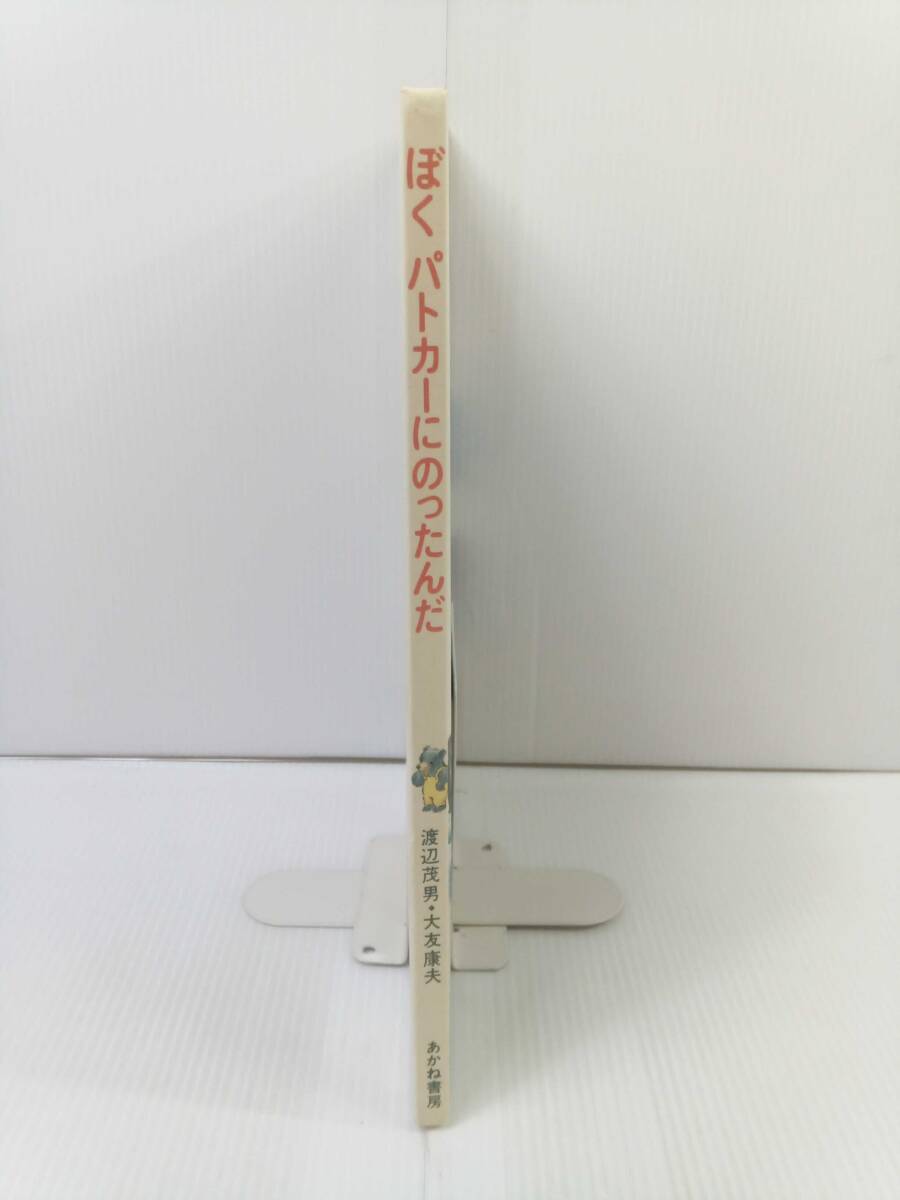 ぼく パトカーにのったんだ
渡辺茂男・大友康夫
あかね書房